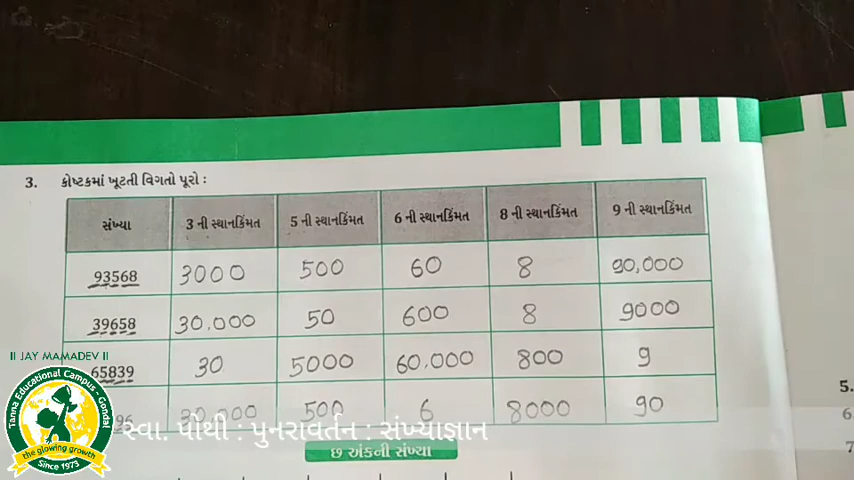 3. કોષ્ટકમાં ખૂટતી વિગતો પૂરો :
સંખ્યા 3 ની સ્થાનકિંમત 5 ની સ્થાનકિંમત 6 ની સ્થાનકિંમત 8 ની સ્થાનકિંમત 9 ની સ્થાનકિંમત
93568 3000 500 60 8 90,000
39658 30,000 50 600 8 9000
65839 30 5000 60,000 800 9
96 30,000 500 6 8000 90
II JAY MAMADEV II
Tanna Educational Campus - Gondal
the glowing growth
Since 1973
સ્વા. પોથી : પુનરાવર્તન : સંખ્યાજ્ઞાન
છ અંકની સંખ્યા
5.
6
7